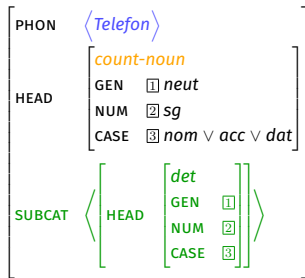 PHON ⟨Telefon⟩
count-noun
GEN 1 neut
HEAD NUM 2 sg
CASE 3 nom ∨ acc ∨ dat
det
GEN 1
SUBCAT ⟨[HEAD NUM 2]⟩
CASE 3